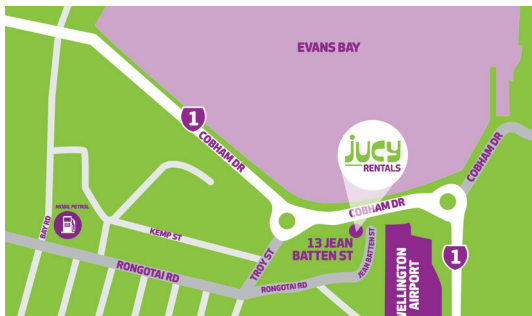 EVANS BAY
1
COBHAM DR
jucy
RENTALS
COBHAM DR
COBHAM DR
MOBIL PETROL
BAY RD
KEMP ST
TROY ST
13 JEAN
BATTEN ST
JEAN BATTEN ST
RONGOTAI RD
RONGOTAI RD
WELLINGTON
AIRPORT
1